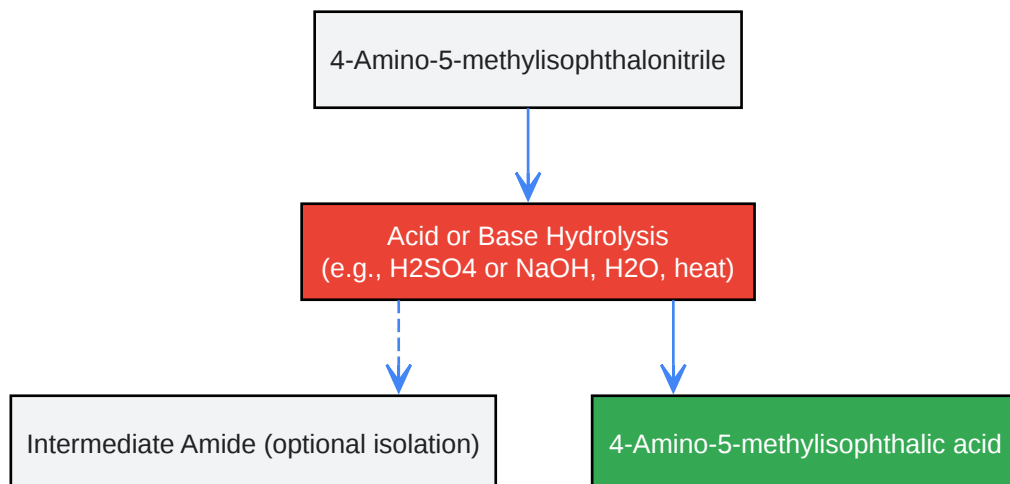 4-Amino-5-methylisophthalonitrile
Acid or Base Hydrolysis
(e.g., H2SO4 or NaOH, H2O, heat)
Intermediate Amide (optional isolation)
4-Amino-5-methylisophthalic acid